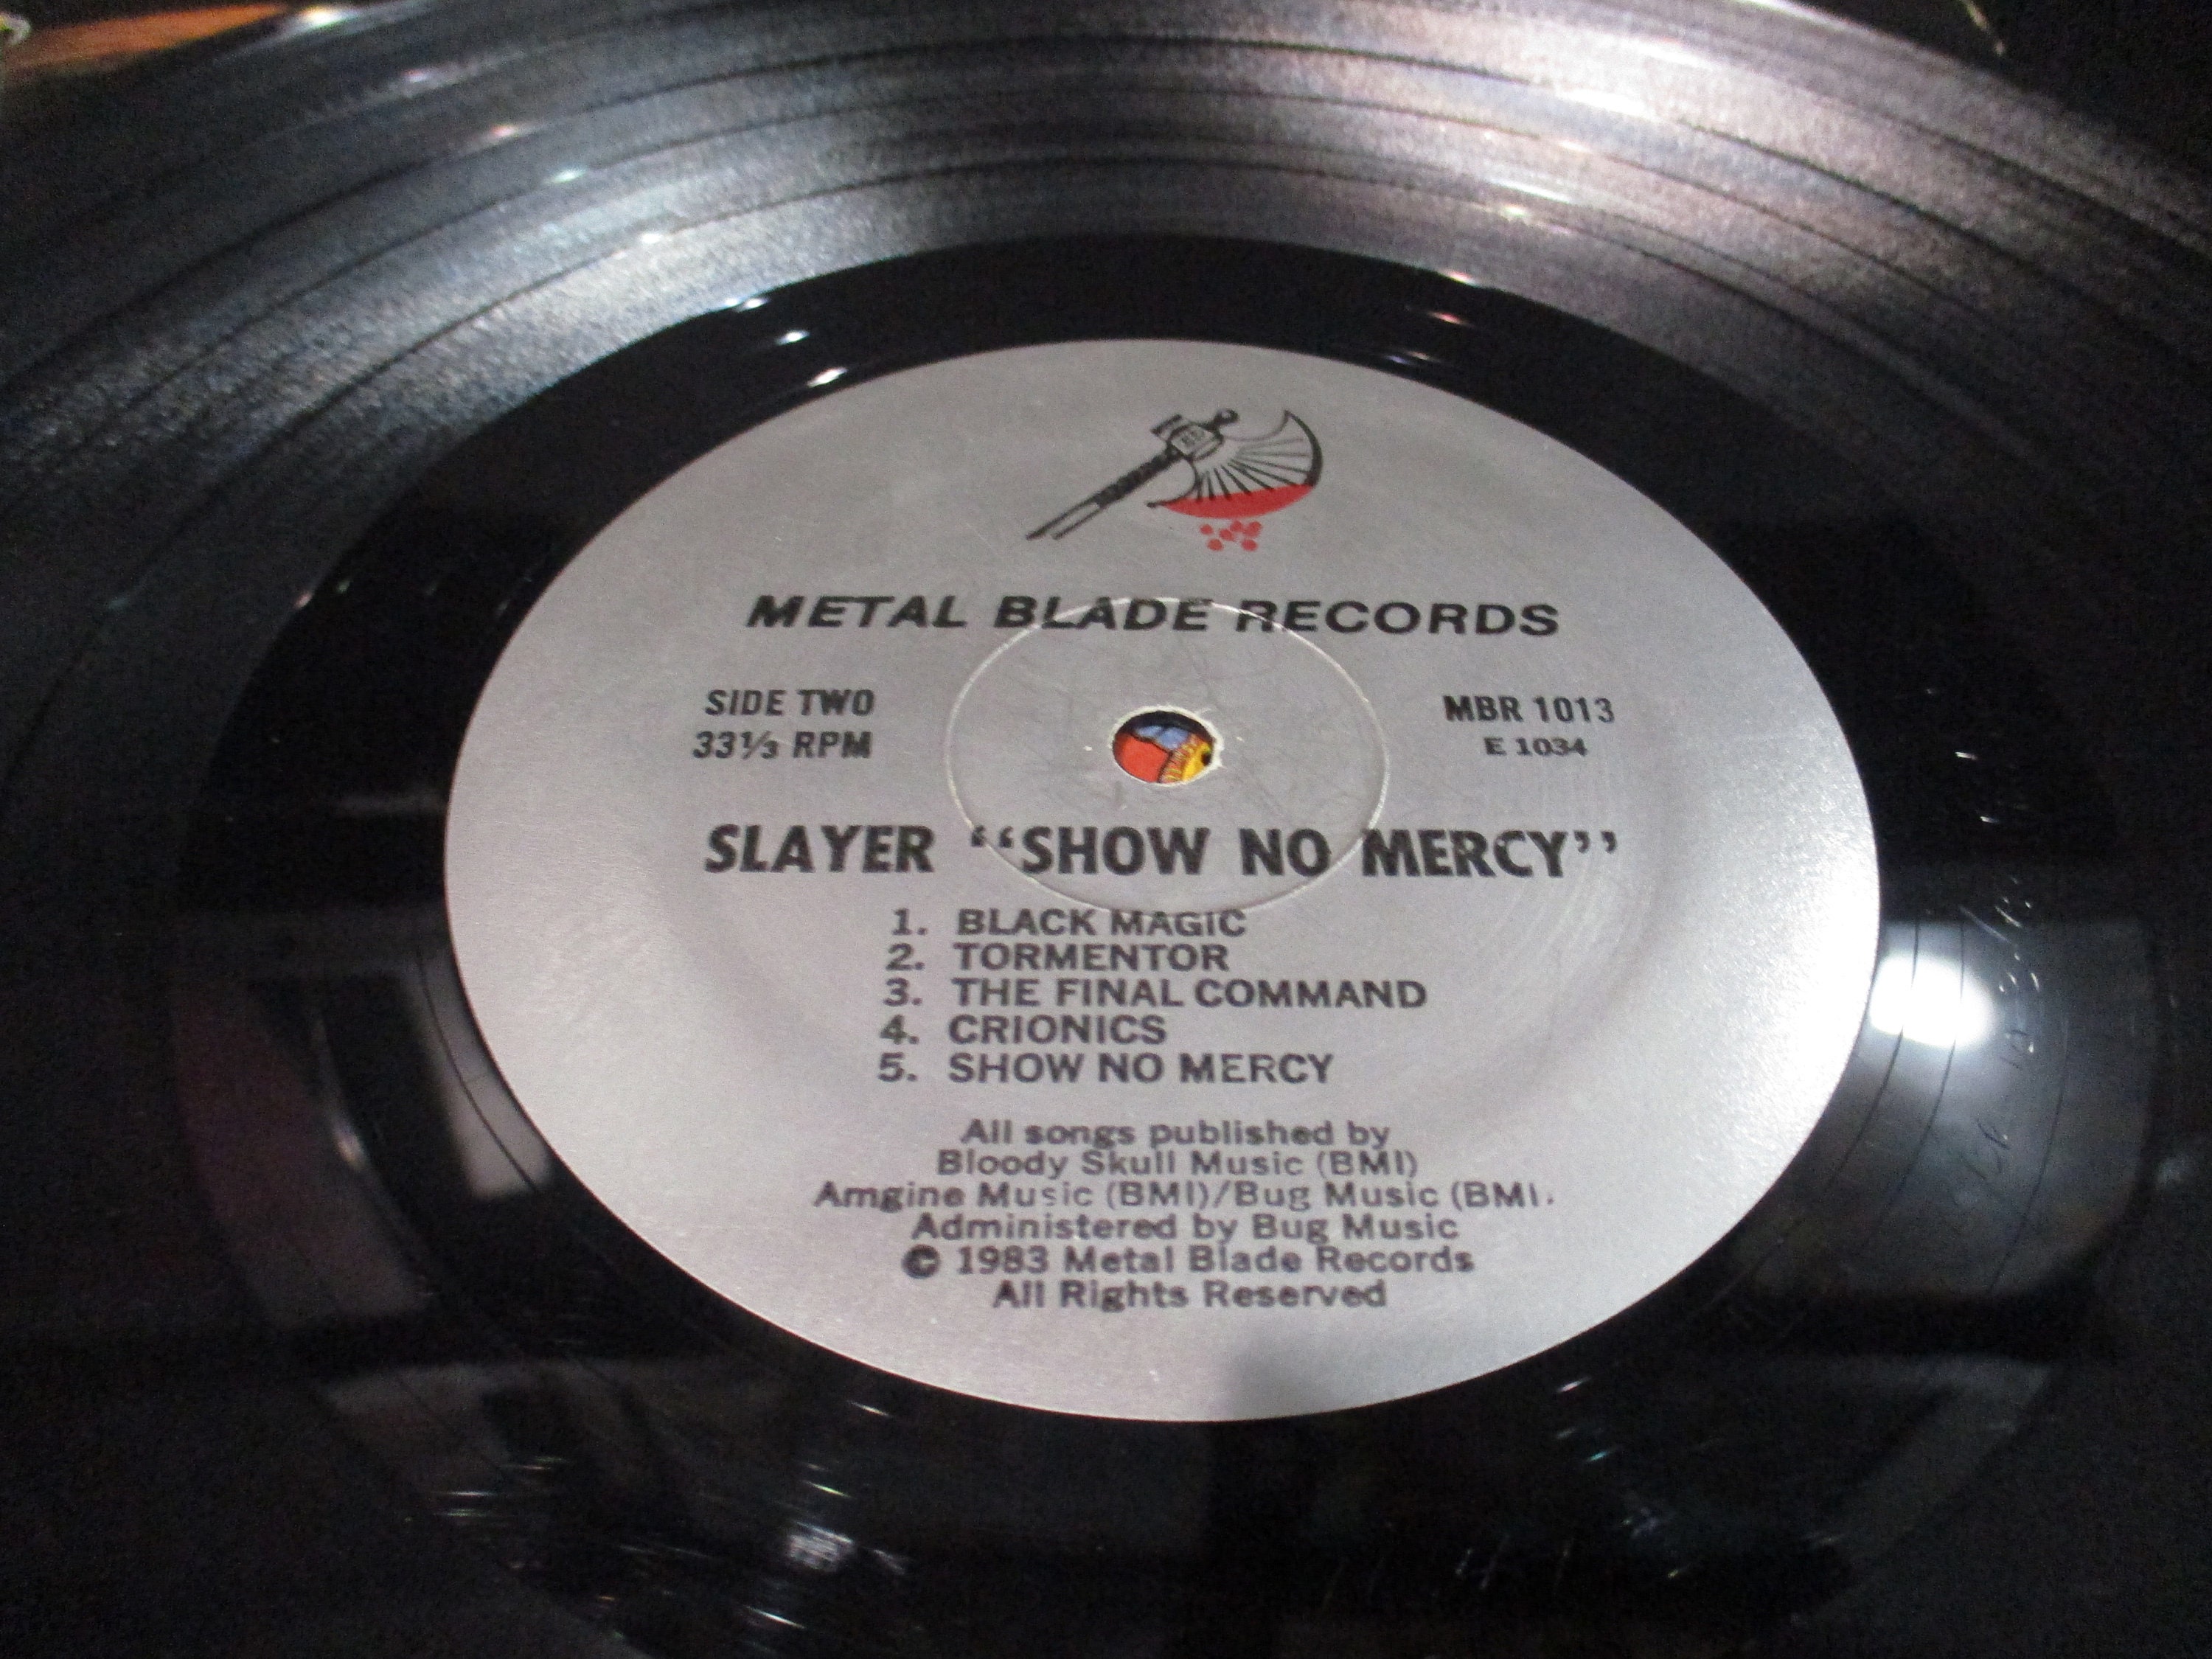 METAL BLADE RECORDS
SIDE TWO
33⅓ RPM
MBR 1013
E 1034
SLAYER “SHOW NO MERCY”
1. BLACK MAGIC
2. TORMENTOR
3. THE FINAL COMMAND
4. CRIONICS
5. SHOW NO MERCY
All songs published by
Bloody Skull Music (BMI)
Amgine Music (BMI)/Bug Music (BMI.
Administered by Bug Music
© 1983 Metal Blade Records
All Rights Reserved